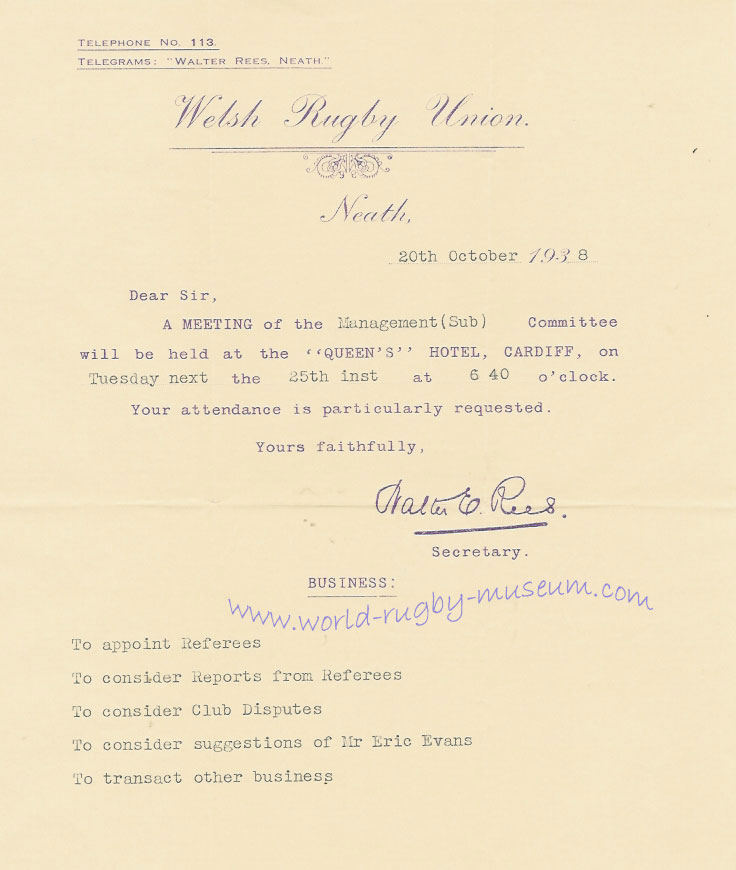 TELEPHONE NO. 113.
TELEGRAMS: "WALTER REES, NEATH."
Welsh Rugby Union.
Neath,
20th October 1938
Dear Sir,
A MEETING of the Management(Sub) Committee
will be held at the "QUEEN'S" HOTEL, CARDIFF, on
Tuesday next the 25th inst at 6 40 o'clock.
Your attendance is particularly requested.
Yours faithfully,
Walter E. Rees.
Secretary.
BUSINESS:
www.world-rugby-museum.com
To appoint Referees
To consider Reports from Referees
To consider Club Disputes
To consider suggestions of Mr Eric Evans
To transact other business